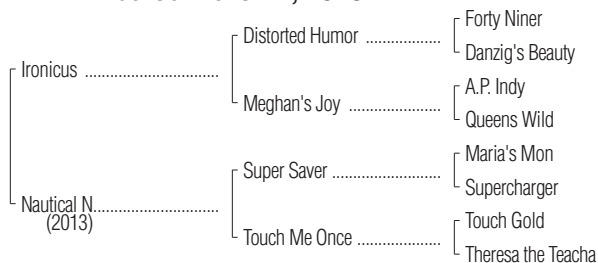 Forty Niner
Distorted Humor ..................
Danzig's Beauty
Ironicus ................................
A.P. Indy
Meghan's Joy ......................
Queens Wild
Maria's Mon
Super Saver ..........................
Supercharger
Nautical N..............................
(2013)
Touch Gold
Touch Me Once ....................
Theresa the Teacha